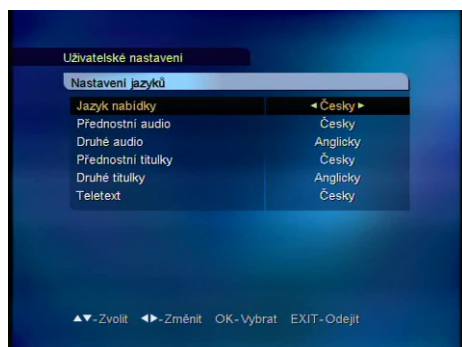 Uživatelské nastavení
Nastavení jazyků
Jazyk nabídky ◄Česky►
Přednostní audio Česky
Druhé audio Anglicky
Přednostní titulky Česky
Druhé titulky Anglicky
Teletext Česky
▲▼-Zvolit ◄►-Změnit OK-Vybrat EXIT-Odejít